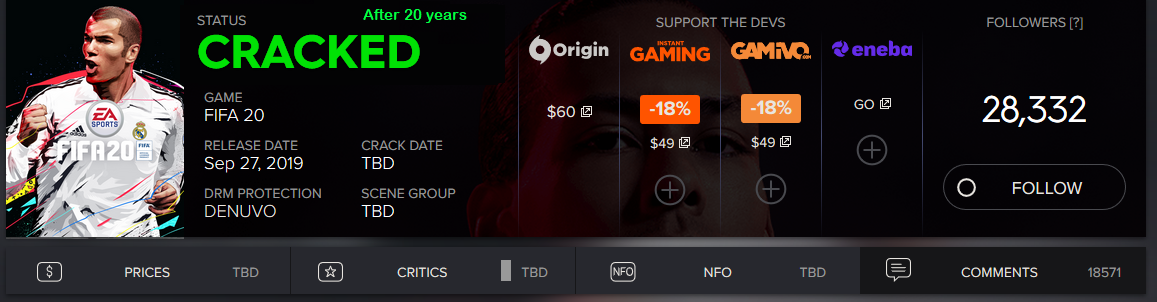 STATUS
After 20 years
CRACKED
GAME
FIFA 20
RELEASE DATE
Sep 27, 2019
CRACK DATE
TBD
DRM PROTECTION
DENUVO
SCENE GROUP
TBD
EA
SPORTS
adidas
FIFA20
FIFA
SUPPORT THE DEVS
Origin
$60
INSTANT
GAMING
-18%
$49
GAMIVO.COM
-18%
$49
eneba
GO
FOLLOWERS [?]
28,332
FOLLOW
$
PRICES
TBD
CRITICS
TBD
NFO
NFO
TBD
COMMENTS
18571